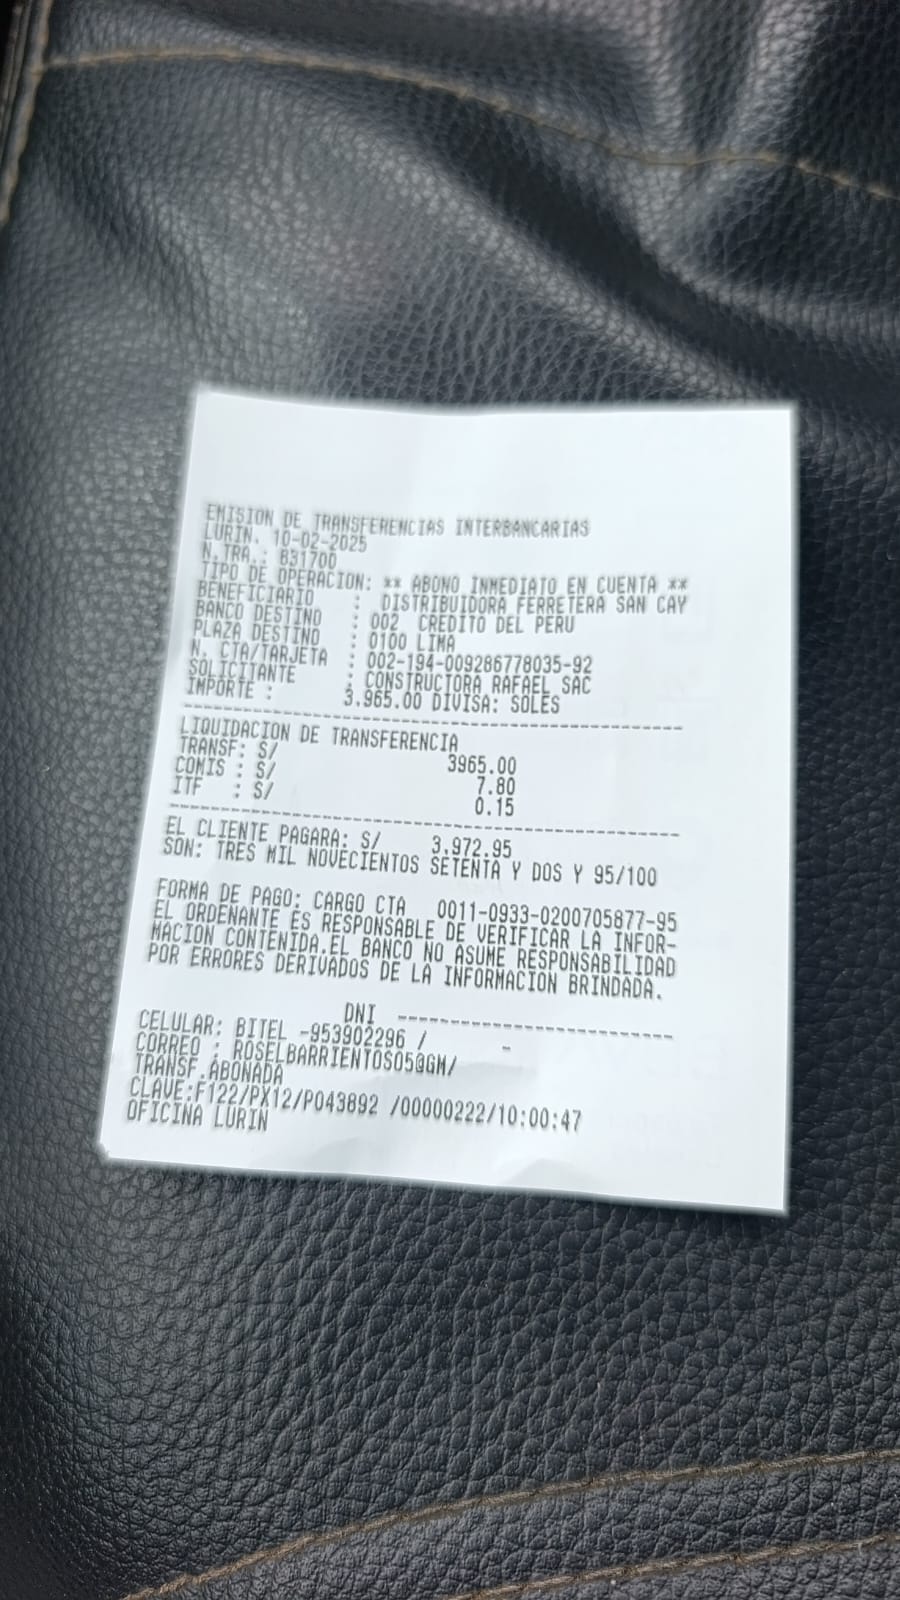 EMISION DE TRANSFERENCIAS INTERBANCARIAS
LURIN. 10-02-2025
N.TRA.: 831700
TIPO DE OPERACION: ** ABONO INMEDIATO EN CUENTA **
BENEFICIARIO : DISTRIBUIDORA FERRETERA SAN CAY
BANCO DESTINO : 002 CREDITO DEL PERU
PLAZA DESTINO : 0100 LIMA
N. CTA/TARJETA : 002-194-009286778035-92
SOLICITANTE : CONSTRUCTORA RAFAEL SAC
IMPORTE : 3.965.00 DIVISA: SOLES
LIQUIDACION DE TRANSFERENCIA
TRANSF: S/ 3965.00
COMIS : S/ 7.80
ITF : S/ 0.15
EL CLIENTE PAGARA: S/ 3.972.95
SON: TRES MIL NOVECIENTOS SETENTA Y DOS Y 95/100
FORMA DE PAGO: CARGO CTA 0011-0933-0200705877-95
EL ORDENANTE ES RESPONSABLE DE VERIFICAR LA INFOR-
MACION CONTENIDA.EL BANCO NO ASUME RESPONSABILIDAD
POR ERRORES DERIVADOS DE LA INFORMACION BRINDADA.
DNI
CELULAR: BITEL -953902296 / -
CORREO : ROSELBARRIENTOS05@GM/
TRANSF.ABONADA
CLAVE:F122/PX12/P043892 /00000222/10:00:47
OFICINA LURIN